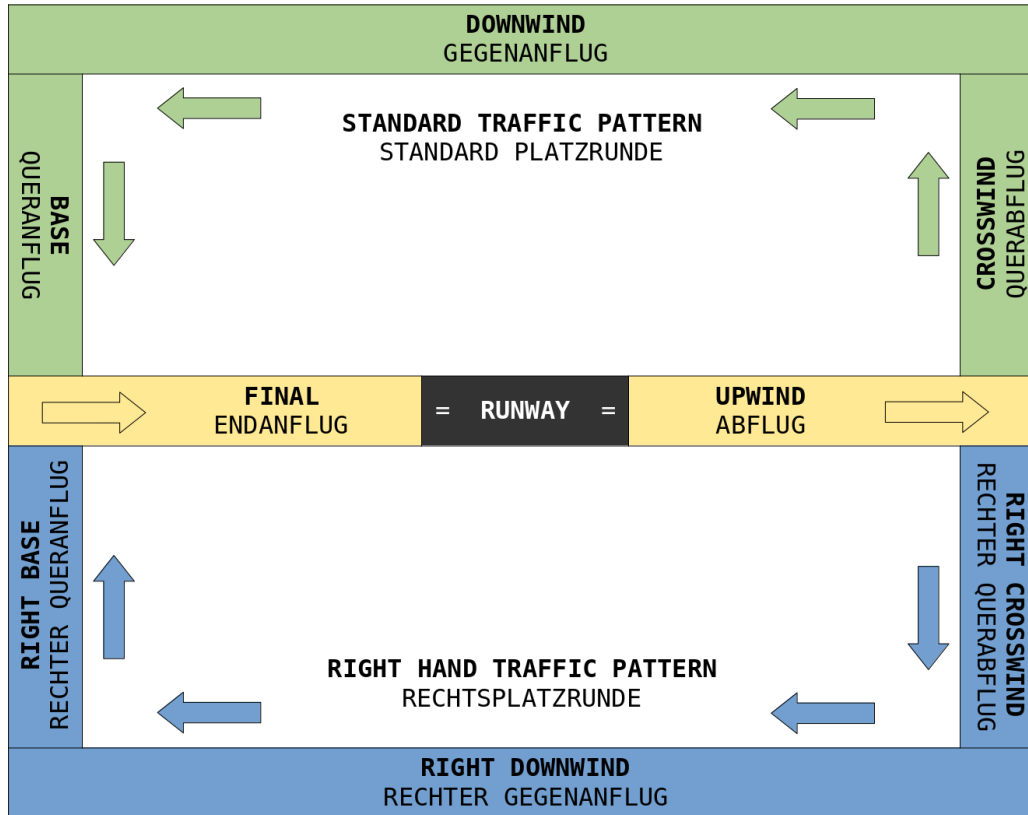 DOWNWIND
GEGENANFLUG
STANDARD TRAFFIC PATTERN
STANDARD PLATZRUNDE
BASE
QUERANFLUG
CROSSWIND
QUERABFLUG
FINAL
ENDANFLUG
= RUNWAY =
UPWIND
ABFLUG
RIGHT BASE
RECHTER QUERANFLUG
RIGHT CROSSWIND
RECHTER QUERABFLUG
RIGHT HAND TRAFFIC PATTERN
RECHTSPLATZRUNDE
RIGHT DOWNWIND
RECHTER GEGENANFLUG